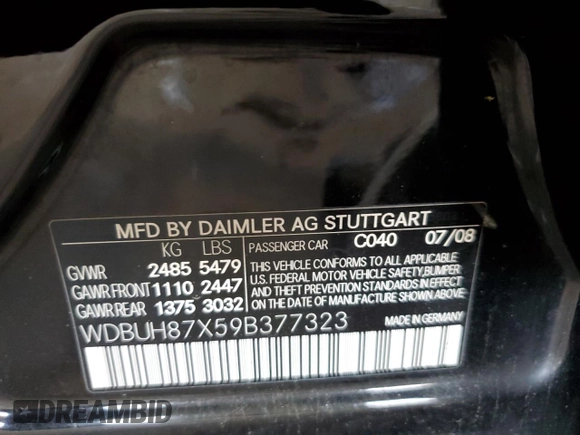 MFD BY DAIMLER AG STUTTGART
KG LBS PASSENGER CAR C040 07/08
GVWR 2485 5479 THIS VEHICLE CONFORMS TO ALL APPLICABLE
GAWR FRONT 1110 2447 U.S. FEDERAL MOTOR VEHICLE SAFETY, BUMPER,
GAWR REAR 1375 3032 AND THEFT PREVENTION STANDARDS IN EFFECT
ON THE DATE OF MANUFACTURE SHOWN ABOVE.
WDBUH87X59B377323
MADE IN GERMANY
DREAMBID